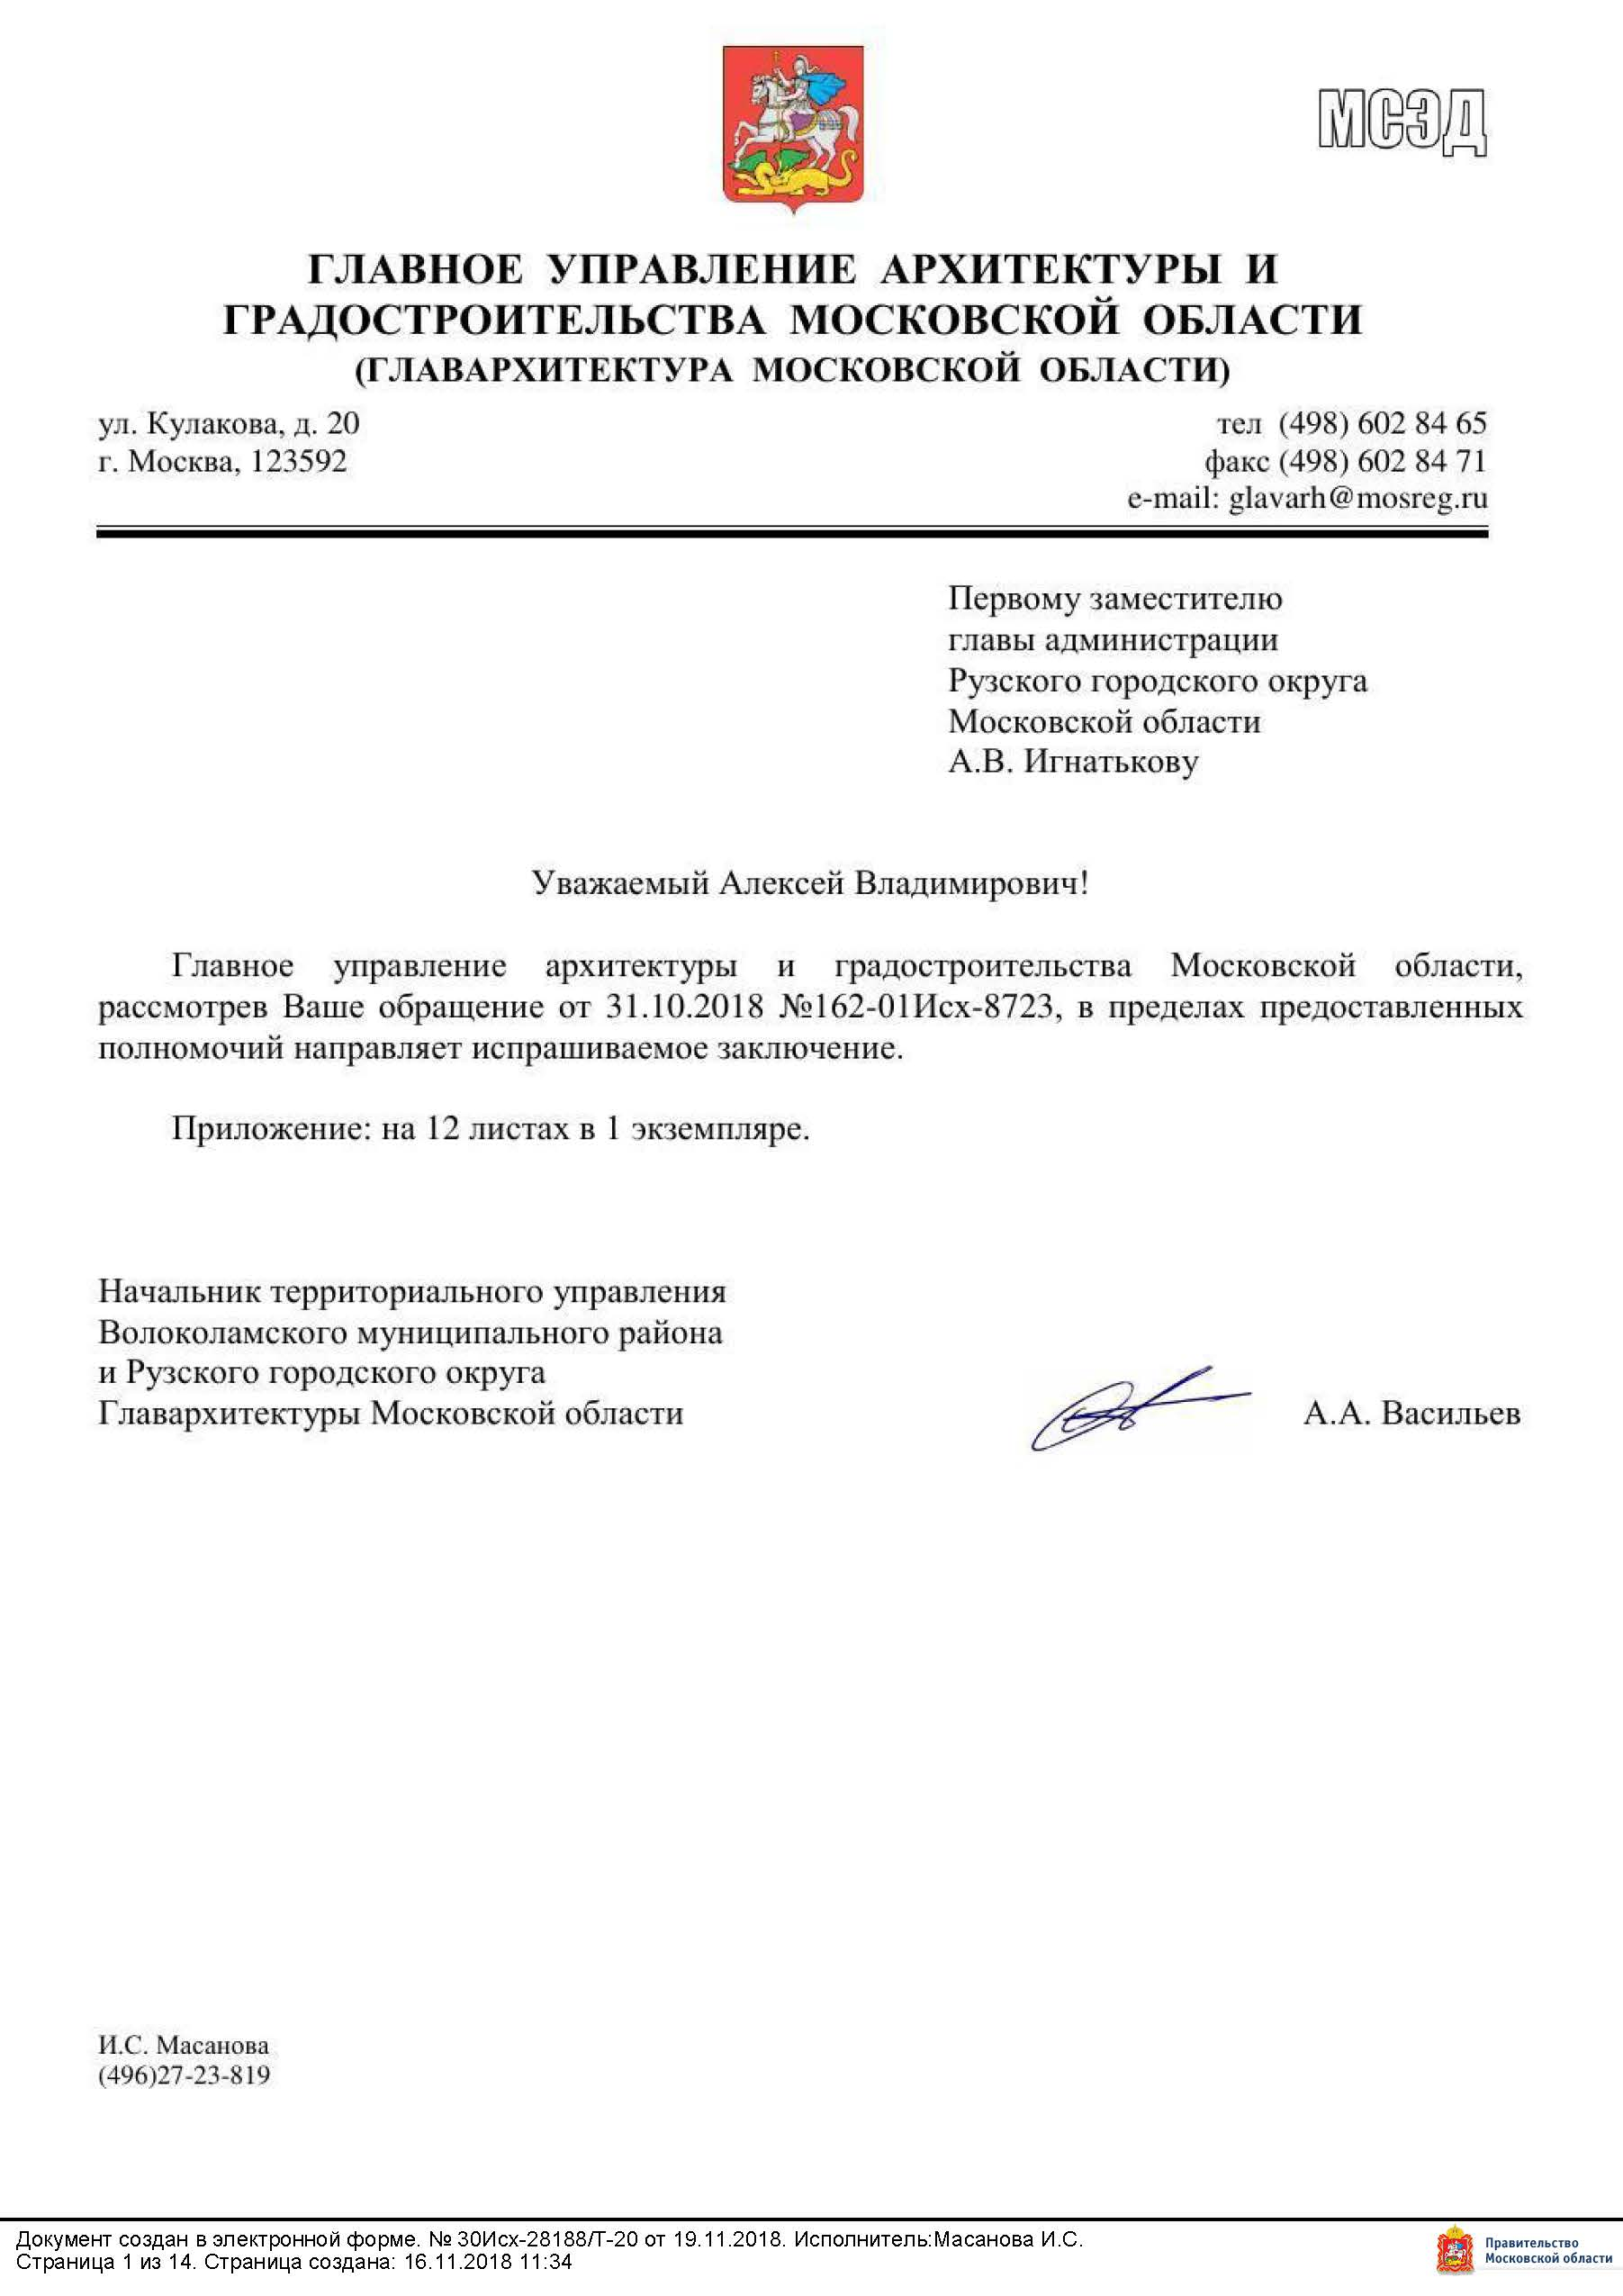 МСЭД
ГЛАВНОЕ УПРАВЛЕНИЕ АРХИТЕКТУРЫ И
ГРАДОСТРОИТЕЛЬСТВА МОСКОВСКОЙ ОБЛАСТИ
(ГЛАВАРХИТЕКТУРА МОСКОВСКОЙ ОБЛАСТИ)
ул. Кулакова, д. 20
г. Москва, 123592
тел (498) 602 84 65
факс (498) 602 84 71
e-mail: glavarh@mosreg.ru
Первому заместителю
главы администрации
Рузского городского округа
Московской области
А.В. Игнатькову
Уважаемый Алексей Владимирович!
Главное управление архитектуры и градостроительства Московской области,
рассмотрев Ваше обращение от 31.10.2018 №162-01Исх-8723, в пределах предоставленных
полномочий направляет испрашиваемое заключение.
Приложение: на 12 листах в 1 экземпляре.
Начальник территориального управления
Волоколамского муниципального района
и Рузского городского округа
Главархитектуры Московской области
А.А. Васильев
И.С. Масанова
(496)27-23-819
Документ создан в электронной форме. № 30Исх-28188/Т-20 от 19.11.2018. Исполнитель:Масанова И.С.
Страница 1 из 14. Страница создана: 16.11.2018 11:34
Правительство
Московской области